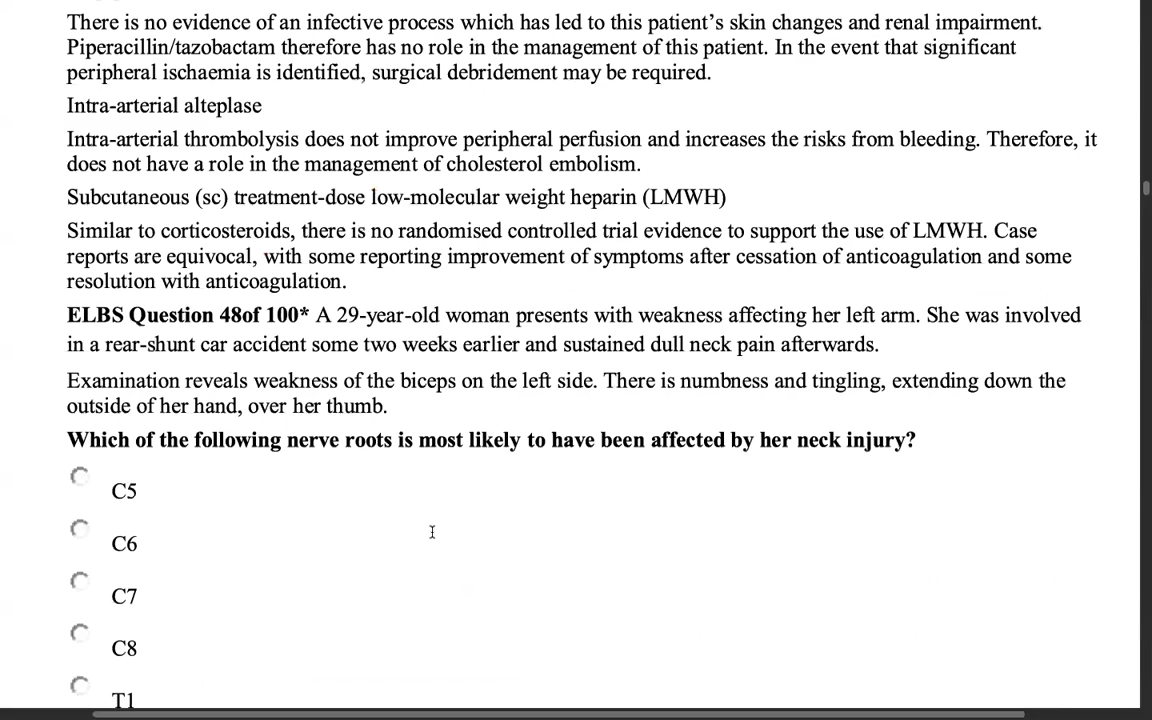 There is no evidence of an infective process which has led to this patient’s skin changes and renal impairment.
Piperacillin/tazobactam therefore has no role in the management of this patient. In the event that significant
peripheral ischaemia is identified, surgical debridement may be required.
Intra-arterial alteplase
Intra-arterial thrombolysis does not improve peripheral perfusion and increases the risks from bleeding. Therefore, it
does not have a role in the management of cholesterol embolism.
Subcutaneous (sc) treatment-dose low-molecular weight heparin (LMWH)
Similar to corticosteroids, there is no randomised controlled trial evidence to support the use of LMWH. Case
reports are equivocal, with some reporting improvement of symptoms after cessation of anticoagulation and some
resolution with anticoagulation.
ELBS Question 48of 100* A 29-year-old woman presents with weakness affecting her left arm. She was involved
in a rear-shunt car accident some two weeks earlier and sustained dull neck pain afterwards.
Examination reveals weakness of the biceps on the left side. There is numbness and tingling, extending down the
outside of her hand, over her thumb.
Which of the following nerve roots is most likely to have been affected by her neck injury?
C5
C6
C7
C8
T1